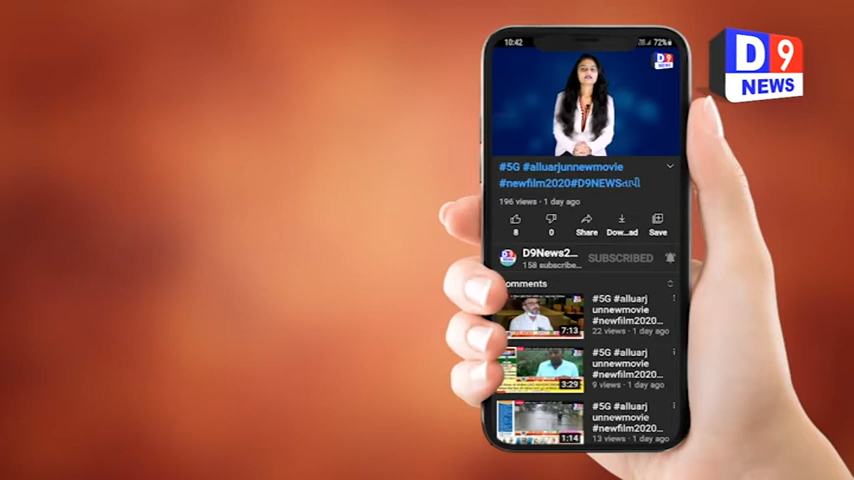 D9
NEWS
10:42
72%
D9
NEWS
#5G #alluarjunnewmovie
#newfilm2020#D9NEWSતાપી
196 views · 1 day ago
8
0
Share
Dow...ad
Save
D9News2...
158 subscribe...
SUBSCRIBED
omments
#5G #alluarj
unnewmovie
#newfilm2020...
22 views · 1 day ago
7:13
#5G #alluarj
unnewmovie
#newfilm2020...
9 views · 1 day ago
3:29
#5G #alluarj
unnewmovie
#newfilm2020...
13 views · 1 day ago
1:14